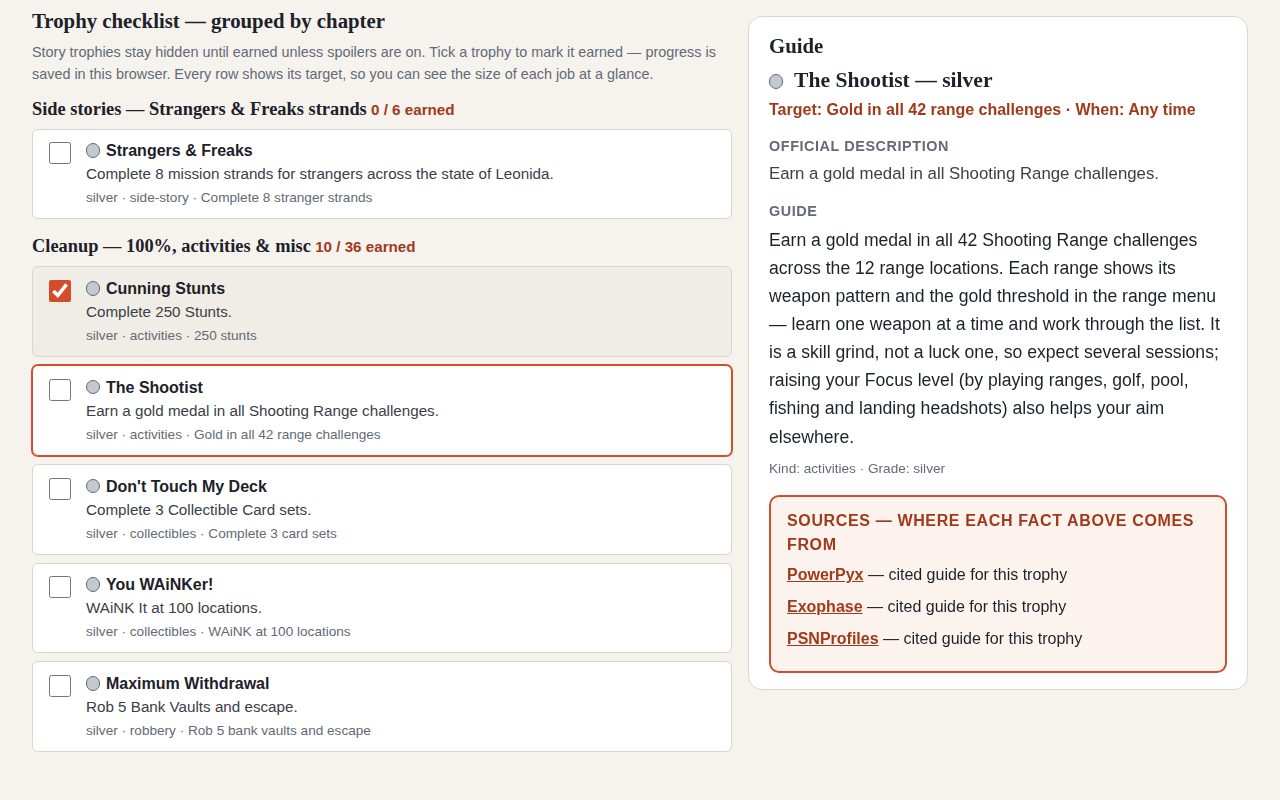 Trophy checklist — grouped by chapter
Story trophies stay hidden until earned unless spoilers are on. Tick a trophy to mark it earned — progress is
saved in this browser. Every row shows its target, so you can see the size of each job at a glance.
Side stories — Strangers & Freaks strands 0 / 6 earned
Strangers & Freaks
Complete 8 mission strands for strangers across the state of Leonida.
silver · side-story · Complete 8 stranger strands
Cleanup — 100%, activities & misc 10 / 36 earned
Cunning Stunts
Complete 250 Stunts.
silver · activities · 250 stunts
The Shootist
Earn a gold medal in all Shooting Range challenges.
silver · activities · Gold in all 42 range challenges
Don't Touch My Deck
Complete 3 Collectible Card sets.
silver · collectibles · Complete 3 card sets
You WAiNKer!
WAiNK It at 100 locations.
silver · collectibles · WAiNK at 100 locations
Maximum Withdrawal
Rob 5 Bank Vaults and escape.
silver · robbery · Rob 5 bank vaults and escape
Guide
The Shootist — silver
Target: Gold in all 42 range challenges · When: Any time
OFFICIAL DESCRIPTION
Earn a gold medal in all Shooting Range challenges.
GUIDE
Earn a gold medal in all 42 Shooting Range challenges
across the 12 range locations. Each range shows its
weapon pattern and the gold threshold in the range menu
— learn one weapon at a time and work through the list. It
is a skill grind, not a luck one, so expect several sessions;
raising your Focus level (by playing ranges, golf, pool,
fishing and landing headshots) also helps your aim
elsewhere.
Kind: activities · Grade: silver
SOURCES — WHERE EACH FACT ABOVE COMES
FROM
PowerPyx — cited guide for this trophy
Exophase — cited guide for this trophy
PSNProfiles — cited guide for this trophy